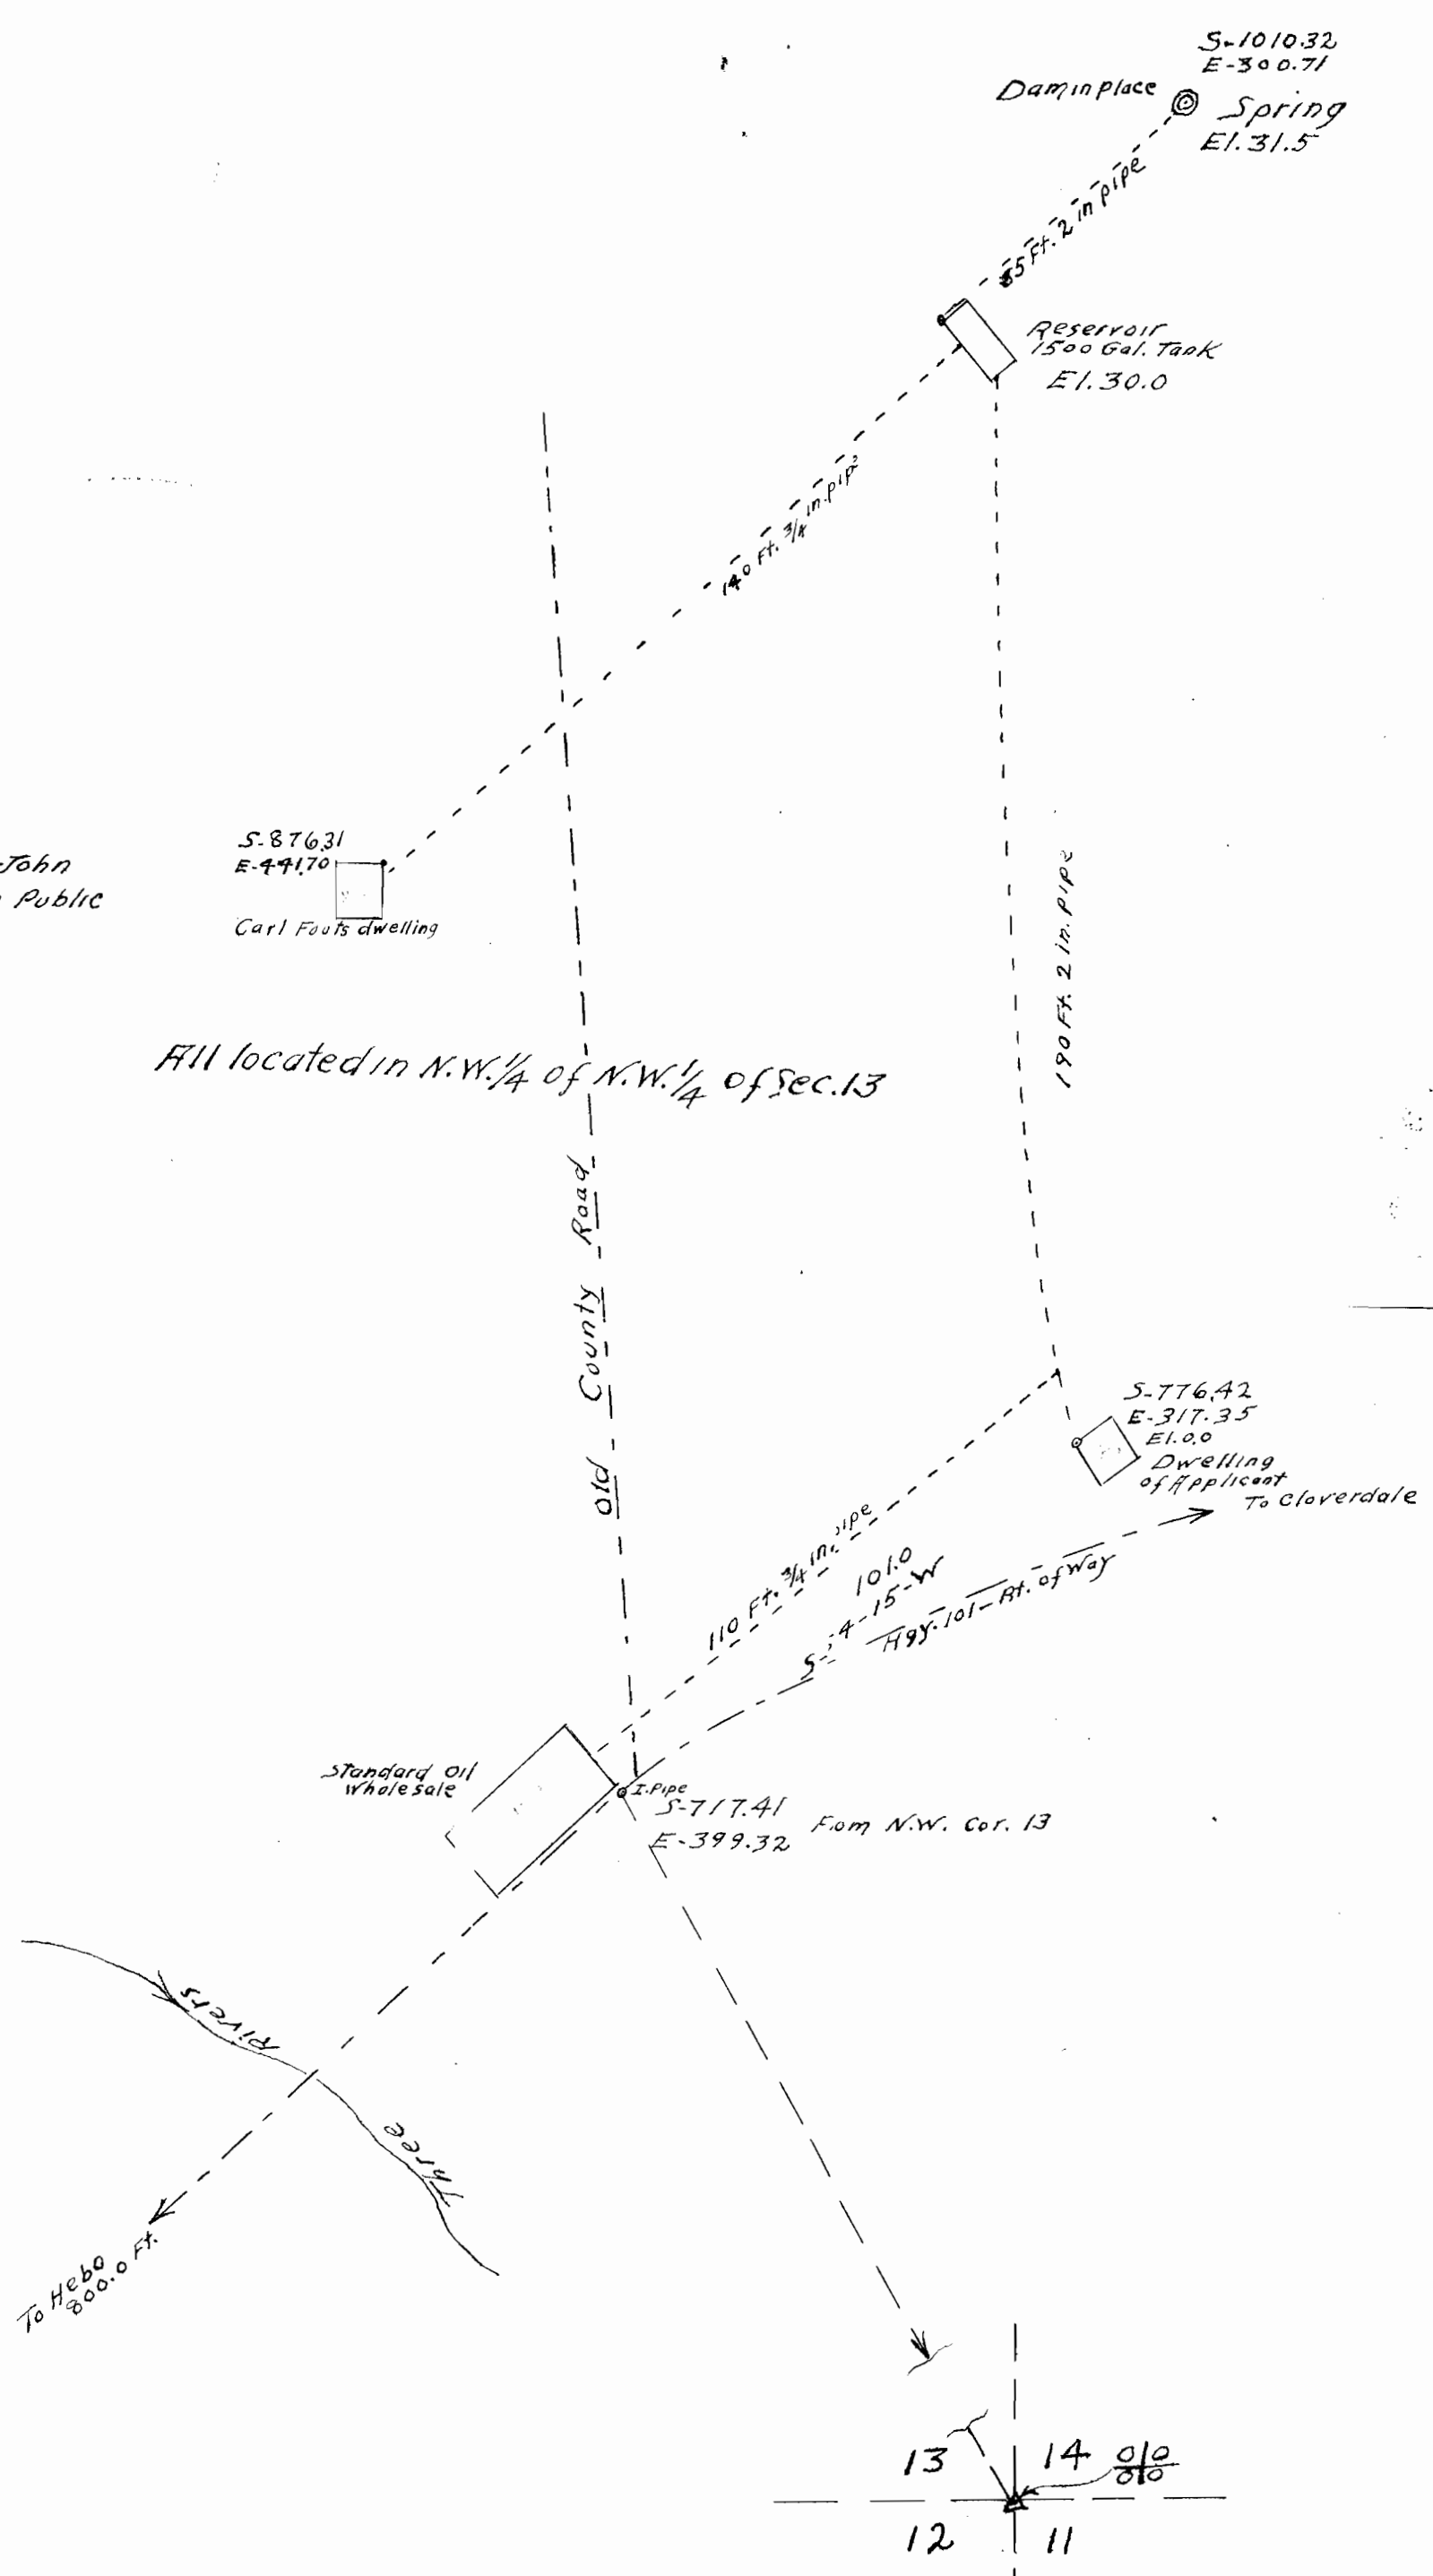 S-1010.32
E-300.71
Dam in place
Spring
El. 31.5
55 Ft. 2 in pipe
Reservoir
1500 Gal. Tank
El. 30.0
140 Ft. 3/4 in. pipe
S-876.31
E-441.70
Carl Fouts dwelling
John
Public
190 Ft. 2 in. pipe
All located in N.W. 1/4 of N.W. 1/4 of Sec. 13
Old County Road
S-776.42
E-317.35
El. 0.0
Dwelling
of Applicant
To Cloverdale
110 Ft. 3/4 in. pipe
101.0
4-15-W
Hgy. 101 - Rt. of Way
Standard Oil
Wholesale
I. Pipe
S-717.41
E-399.32
From N.W. Cor. 13
Three Rivers
To Hebo
800.0 Ft.
13
14
12
11